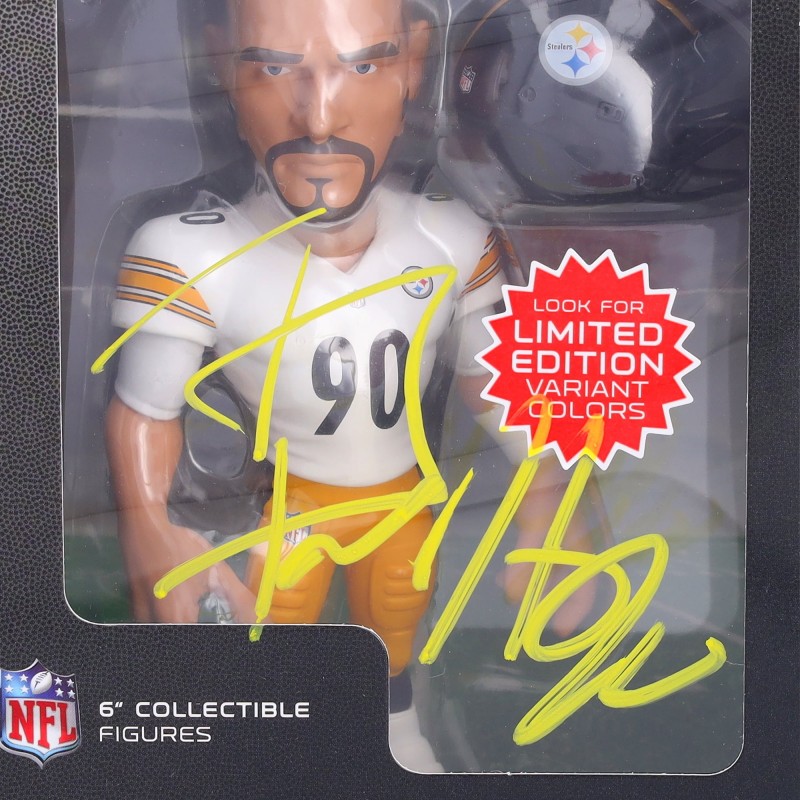 Steelers
90
LOOK FOR
LIMITED
EDITION
VARIANT
COLORS
NFL
6" COLLECTIBLE
FIGURES